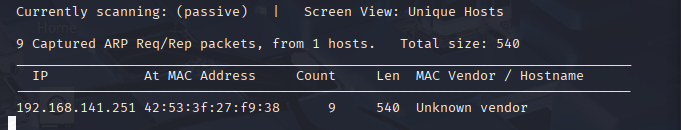 Currently scanning: (passive) | Screen View: Unique Hosts
9 Captured ARP Req/Rep packets, from 1 hosts. Total size: 540
IP At MAC Address Count Len MAC Vendor / Hostname
192.168.141.251 42:53:3f:27:f9:38 9 540 Unknown vendor